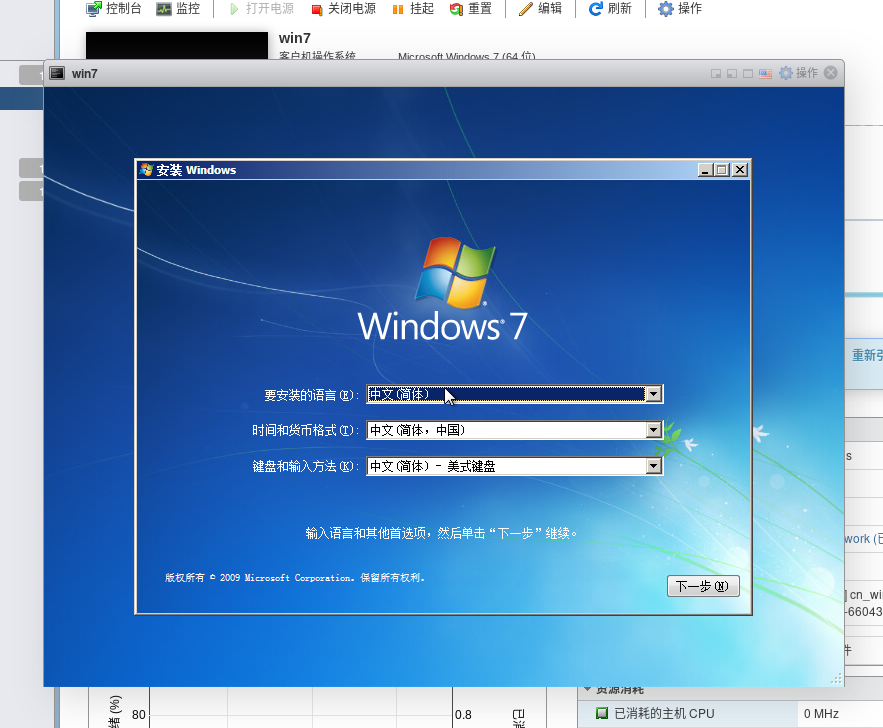 控制台 监控 打开电源 关闭电源 挂起 重置 编辑 刷新 操作
win7
客户机操作系统 Microsoft Windows 7 (64 位)
win7 操作
安装 Windows
Windows 7
要安装的语言(E): 中文(简体)
时间和货币格式(T): 中文(简体，中国)
键盘和输入方法(K): 中文(简体) - 美式键盘
输入语言和其他首选项，然后单击“下一步”继续。
版权所有 © 2009 Microsoft Corporation。保留所有权利。
下一步(N)
重新引
s
work (已
] cn_wi
-66043
件
资源消耗
已消耗的主机 CPU 0 MHz
80
0.8
(%)
已